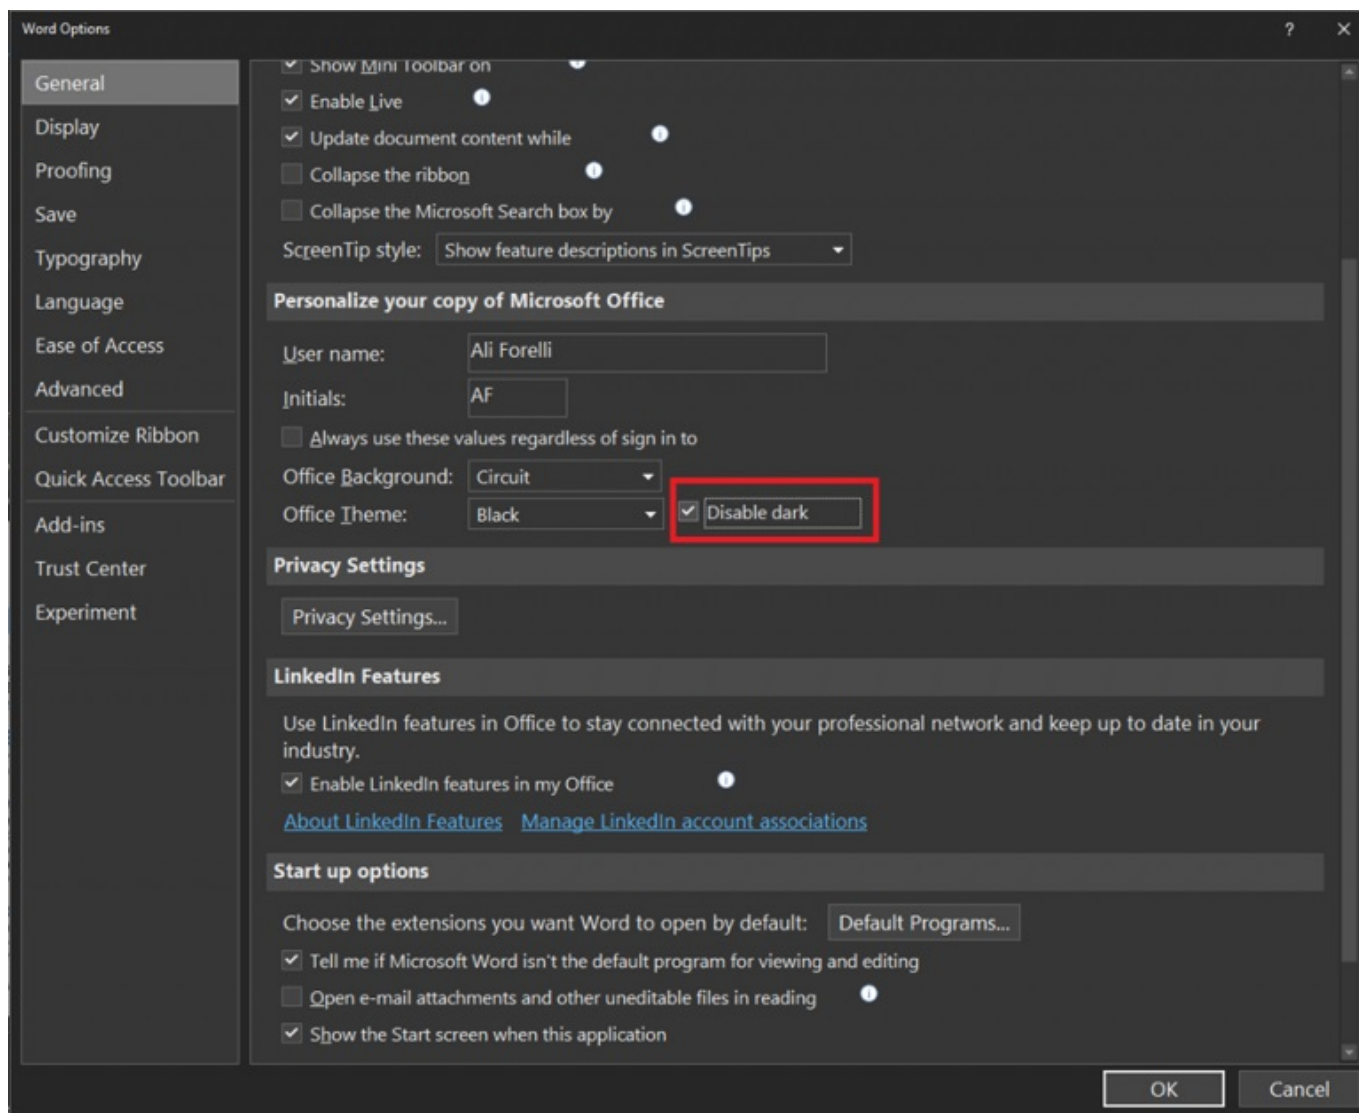 Word Options
?
General
Display
Proofing
Save
Typography
Language
Ease of Access
Advanced
Customize Ribbon
Quick Access Toolbar
Add-ins
Trust Center
Experiment
Show Mini Toolbar on
Enable Live
Update document content while
Collapse the ribbon
Collapse the Microsoft Search box by
ScreenTip style: Show feature descriptions in ScreenTips
Personalize your copy of Microsoft Office
User name: Ali Forelli
Initials: AF
Always use these values regardless of sign in to
Office Background: Circuit
Office Theme: Black Disable dark
Privacy Settings
Privacy Settings...
LinkedIn Features
Use LinkedIn features in Office to stay connected with your professional network and keep up to date in your
industry.
Enable LinkedIn features in my Office
About LinkedIn Features Manage LinkedIn account associations
Start up options
Choose the extensions you want Word to open by default: Default Programs...
Tell me if Microsoft Word isn't the default program for viewing and editing
Open e-mail attachments and other uneditable files in reading
Show the Start screen when this application
OK Cancel